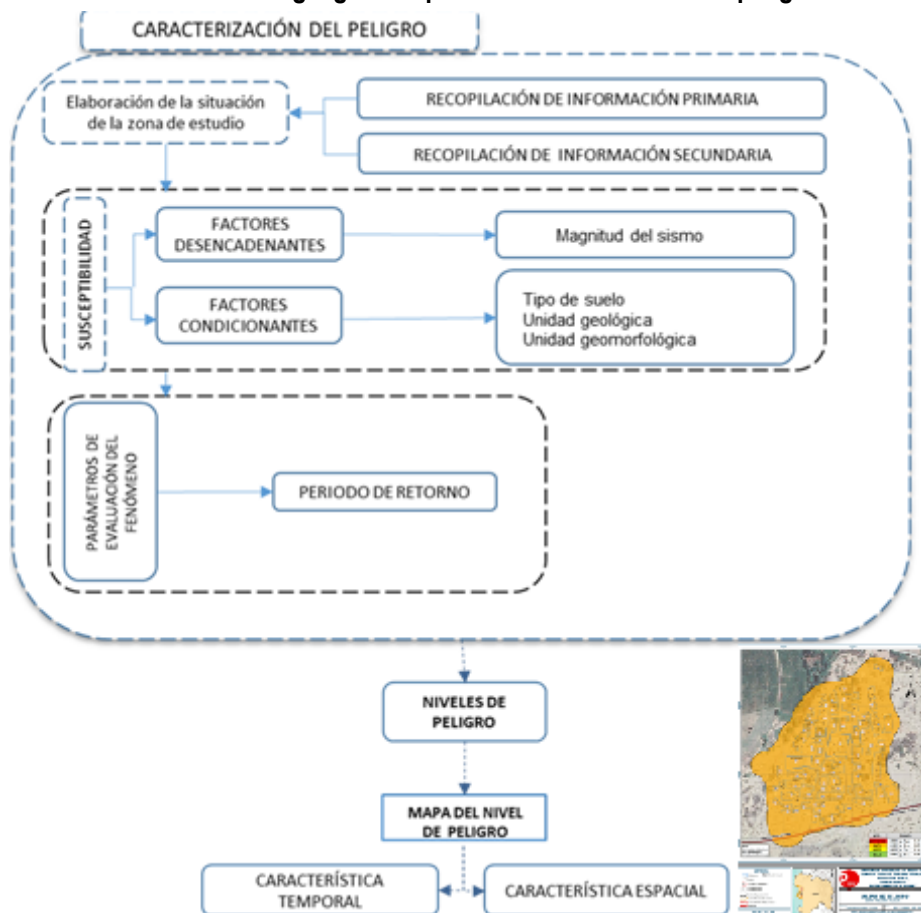 CARACTERIZACIÓN DEL PELIGRO
Elaboración de la situación
de la zona de estudio
RECOPILACIÓN DE INFORMACIÓN PRIMARIA
RECOPILACIÓN DE INFORMACIÓN SECUNDARIA
SUSCEPTIBILIDAD
FACTORES
DESENCADENANTES
Magnitud del sismo
FACTORES
CONDICIONANTES
Tipo de suelo
Unidad geológica
Unidad geomorfológica
PARÁMETROS DE
EVALUACIÓN DEL
FENÓMENO
PERIODO DE RETORNO
NIVELES DE
PELIGRO
MAPA DEL NIVEL
DE PELIGRO
CARACTERÍSTICA
TEMPORAL
CARACTERÍSTICA ESPACIAL